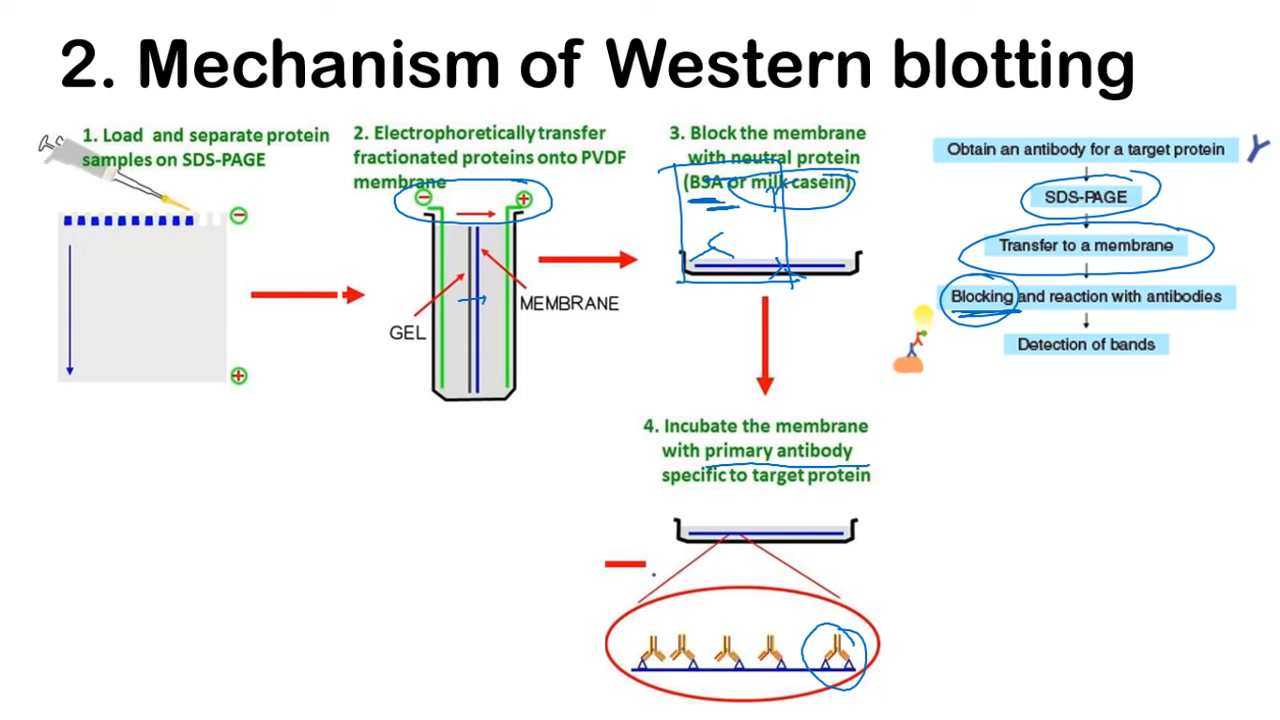 2. Mechanism of Western blotting
1. Load and separate protein
samples on SDS-PAGE
2. Electrophoretically transfer
fractionated proteins onto PVDF
membrane
3. Block the membrane
with neutral protein
(BSA or milk casein)
Obtain an antibody for a target protein
SDS-PAGE
Transfer to a membrane
Blocking and reaction with antibodies
Detection of bands
GEL
MEMBRANE
4. Incubate the membrane
with primary antibody
specific to target protein